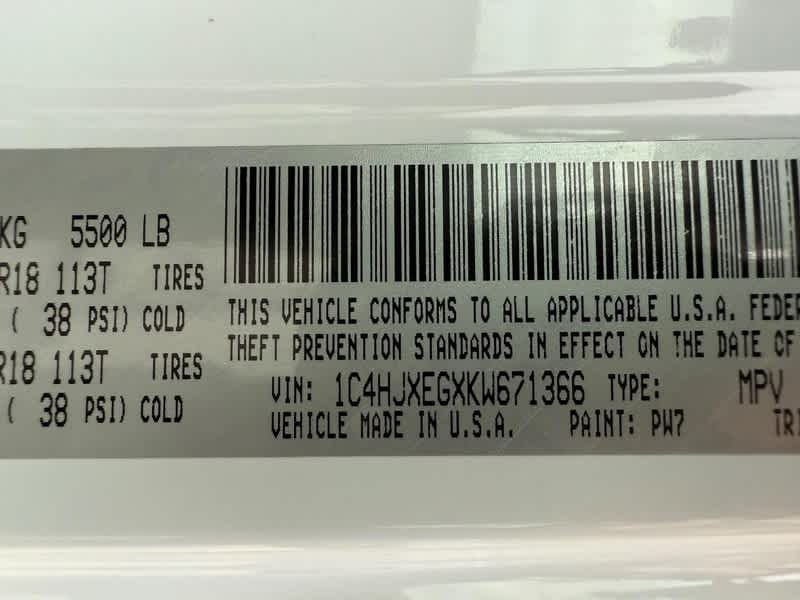 KG 5500 LB
R18 113T TIRES
( 38 PSI) COLD
R18 113T TIRES
( 38 PSI) COLD
THIS VEHICLE CONFORMS TO ALL APPLICABLE U.S.A. FEDER
THEFT PREVENTION STANDARDS IN EFFECT ON THE DATE OF
VIN: 1C4HJXEGXKW671366 TYPE: MPV
VEHICLE MADE IN U.S.A. PAINT: PW7 TRI